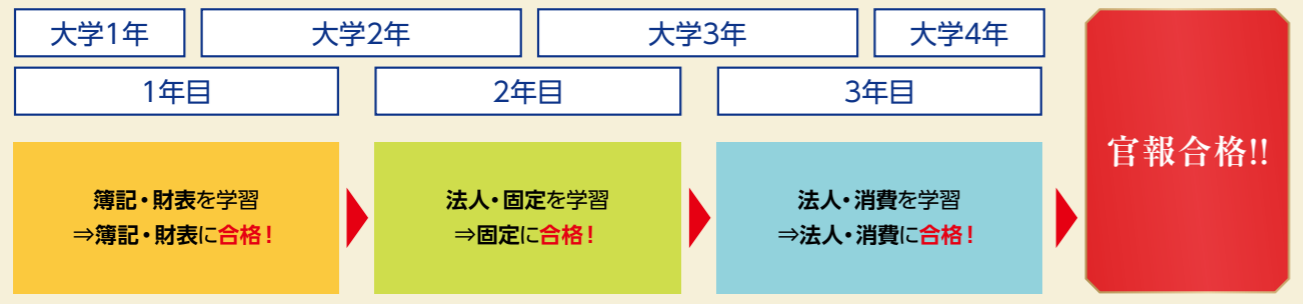 大学1年
大学2年
大学3年
大学4年
1年目
2年目
3年目
簿記・財表を学習
⇒簿記・財表に合格!
法人・固定を学習
⇒固定に合格!
法人・消費を学習
⇒法人・消費に合格!
官報合格!!